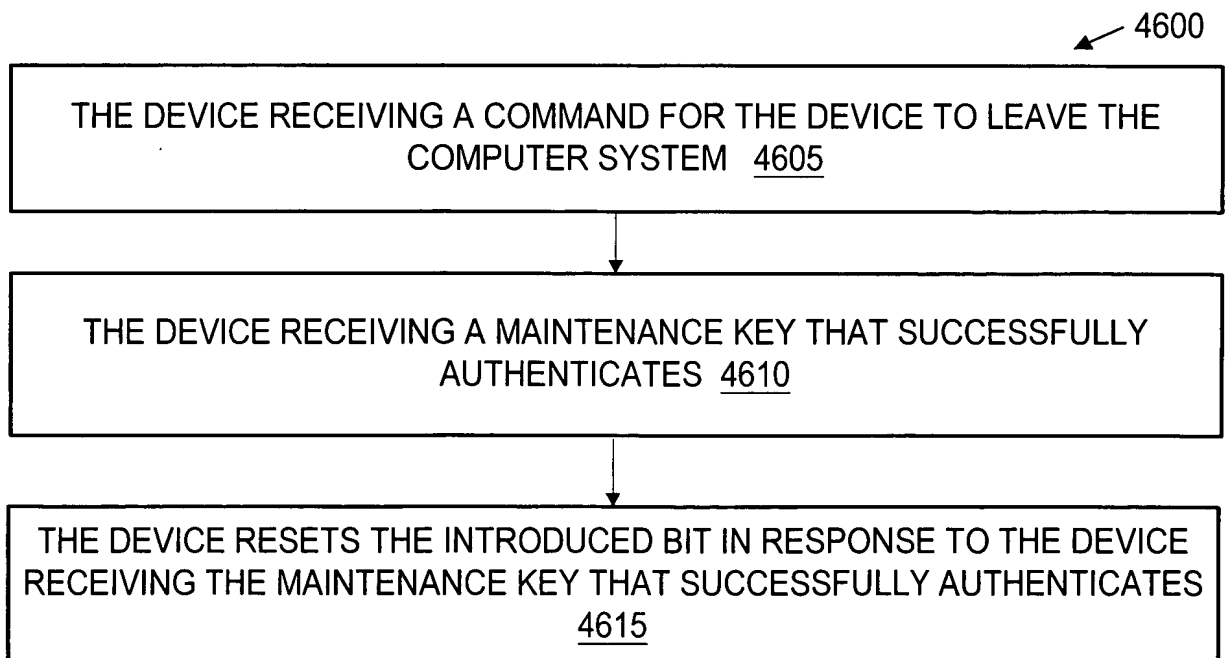 4600
THE DEVICE RECEIVING A COMMAND FOR THE DEVICE TO LEAVE THE
COMPUTER SYSTEM 4605
THE DEVICE RECEIVING A MAINTENANCE KEY THAT SUCCESSFULLY
AUTHENTICATES 4610
THE DEVICE RESETS THE INTRODUCED BIT IN RESPONSE TO THE DEVICE
RECEIVING THE MAINTENANCE KEY THAT SUCCESSFULLY AUTHENTICATES
4615